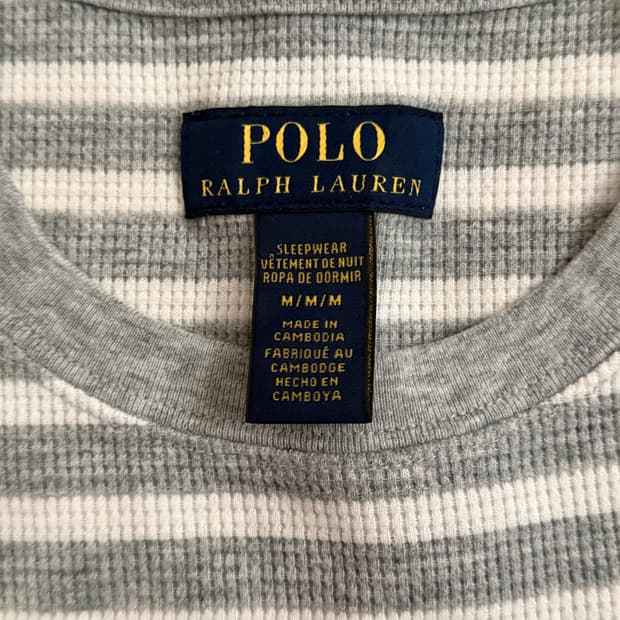 POLO
RALPH LAUREN
SLEEPWEAR
VÊTEMENT DE NUIT
ROPA DE DORMIR
M/M/M
MADE IN
CAMBODIA
FABRIQUÉ AU
CAMBODGE
HECHO EN
CAMBOYA